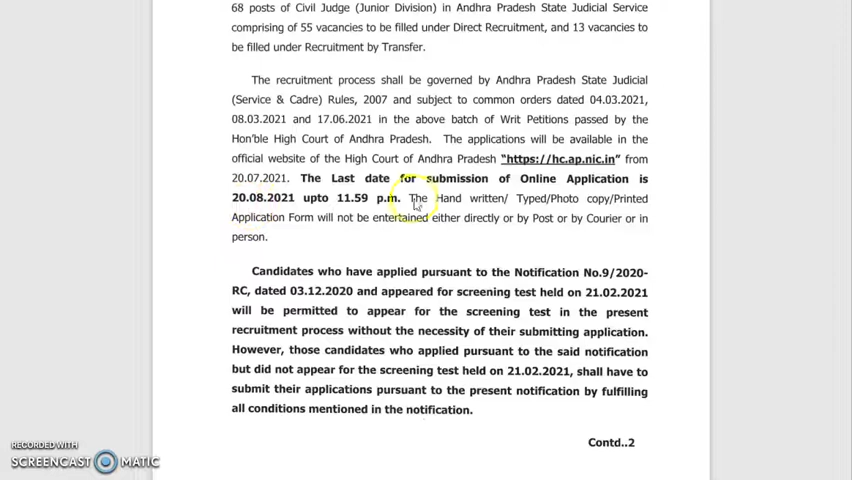 68 posts of Civil Judge (Junior Division) in Andhra Pradesh State Judicial Service
comprising of 55 vacancies to be filled under Direct Recruitment, and 13 vacancies to
be filled under Recruitment by Transfer.
The recruitment process shall be governed by Andhra Pradesh State Judicial
(Service & Cadre) Rules, 2007 and subject to common orders dated 04.03.2021,
08.03.2021 and 17.06.2021 in the above batch of Writ Petitions passed by the
Hon'ble High Court of Andhra Pradesh. The applications will be available in the
official website of the High Court of Andhra Pradesh "https://hc.ap.nic.in" from
20.07.2021. The Last date for submission of Online Application is
20.08.2021 upto 11.59 p.m. The Hand written/ Typed/Photo copy/Printed
Application Form will not be entertained either directly or by Post or by Courier or in
person.
Candidates who have applied pursuant to the Notification No.9/2020-
RC, dated 03.12.2020 and appeared for screening test held on 21.02.2021
will be permitted to appear for the screening test in the present
recruitment process without the necessity of their submitting application.
However, those candidates who applied pursuant to the said notification
but did not appear for the screening test held on 21.02.2021, shall have to
submit their applications pursuant to the present notification by fulfilling
all conditions mentioned in the notification.
Contd..2
RECORDED WITH
SCREENCAST MATIC